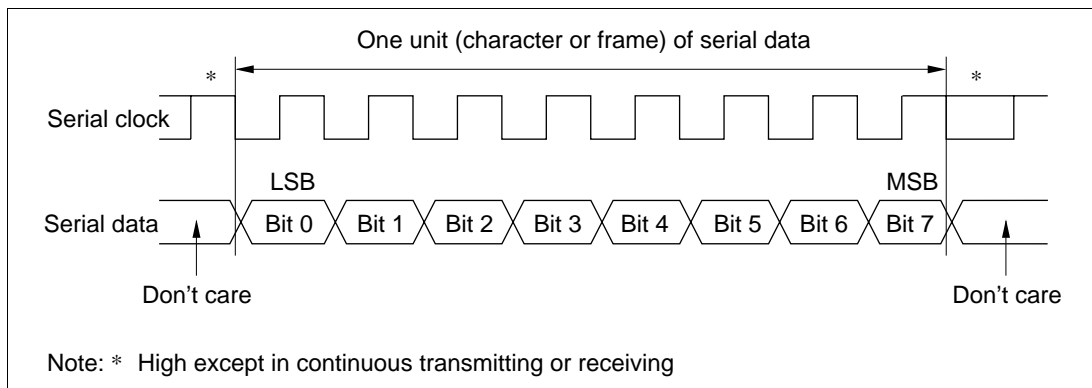 One unit (character or frame) of serial data
* *
Serial clock
LSB MSB
Serial data Bit 0 Bit 1 Bit 2 Bit 3 Bit 4 Bit 5 Bit 6 Bit 7
Don’t care Don’t care
Note: * High except in continuous transmitting or receiving